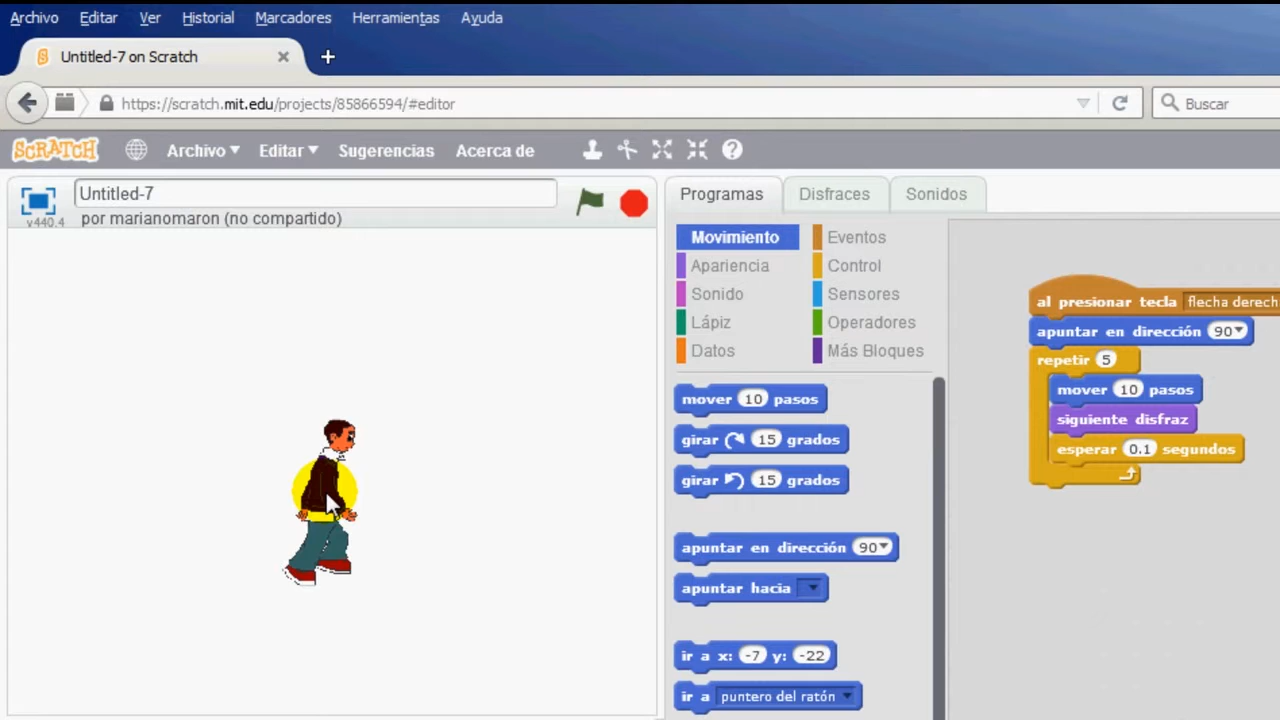 Archivo Editar Ver Historial Marcadores Herramientas Ayuda
Untitled-7 on Scratch
https://scratch.mit.edu/projects/85866594/#editor
Buscar
SCRATCH Archivo Editar Sugerencias Acerca de
Untitled-7
v440.4
por marianomaron (no compartido)
Programas Disfraces Sonidos
Movimiento Eventos
Apariencia Control
Sonido Sensores
Lápiz Operadores
Datos Más Bloques
mover 10 pasos
girar 15 grados
girar 15 grados
apuntar en dirección 90
apuntar hacia
ir a x: -7 y: -22
ir a puntero del ratón
al presionar tecla flecha derech
apuntar en dirección 90
repetir 5
mover 10 pasos
siguiente disfraz
esperar 0.1 segundos